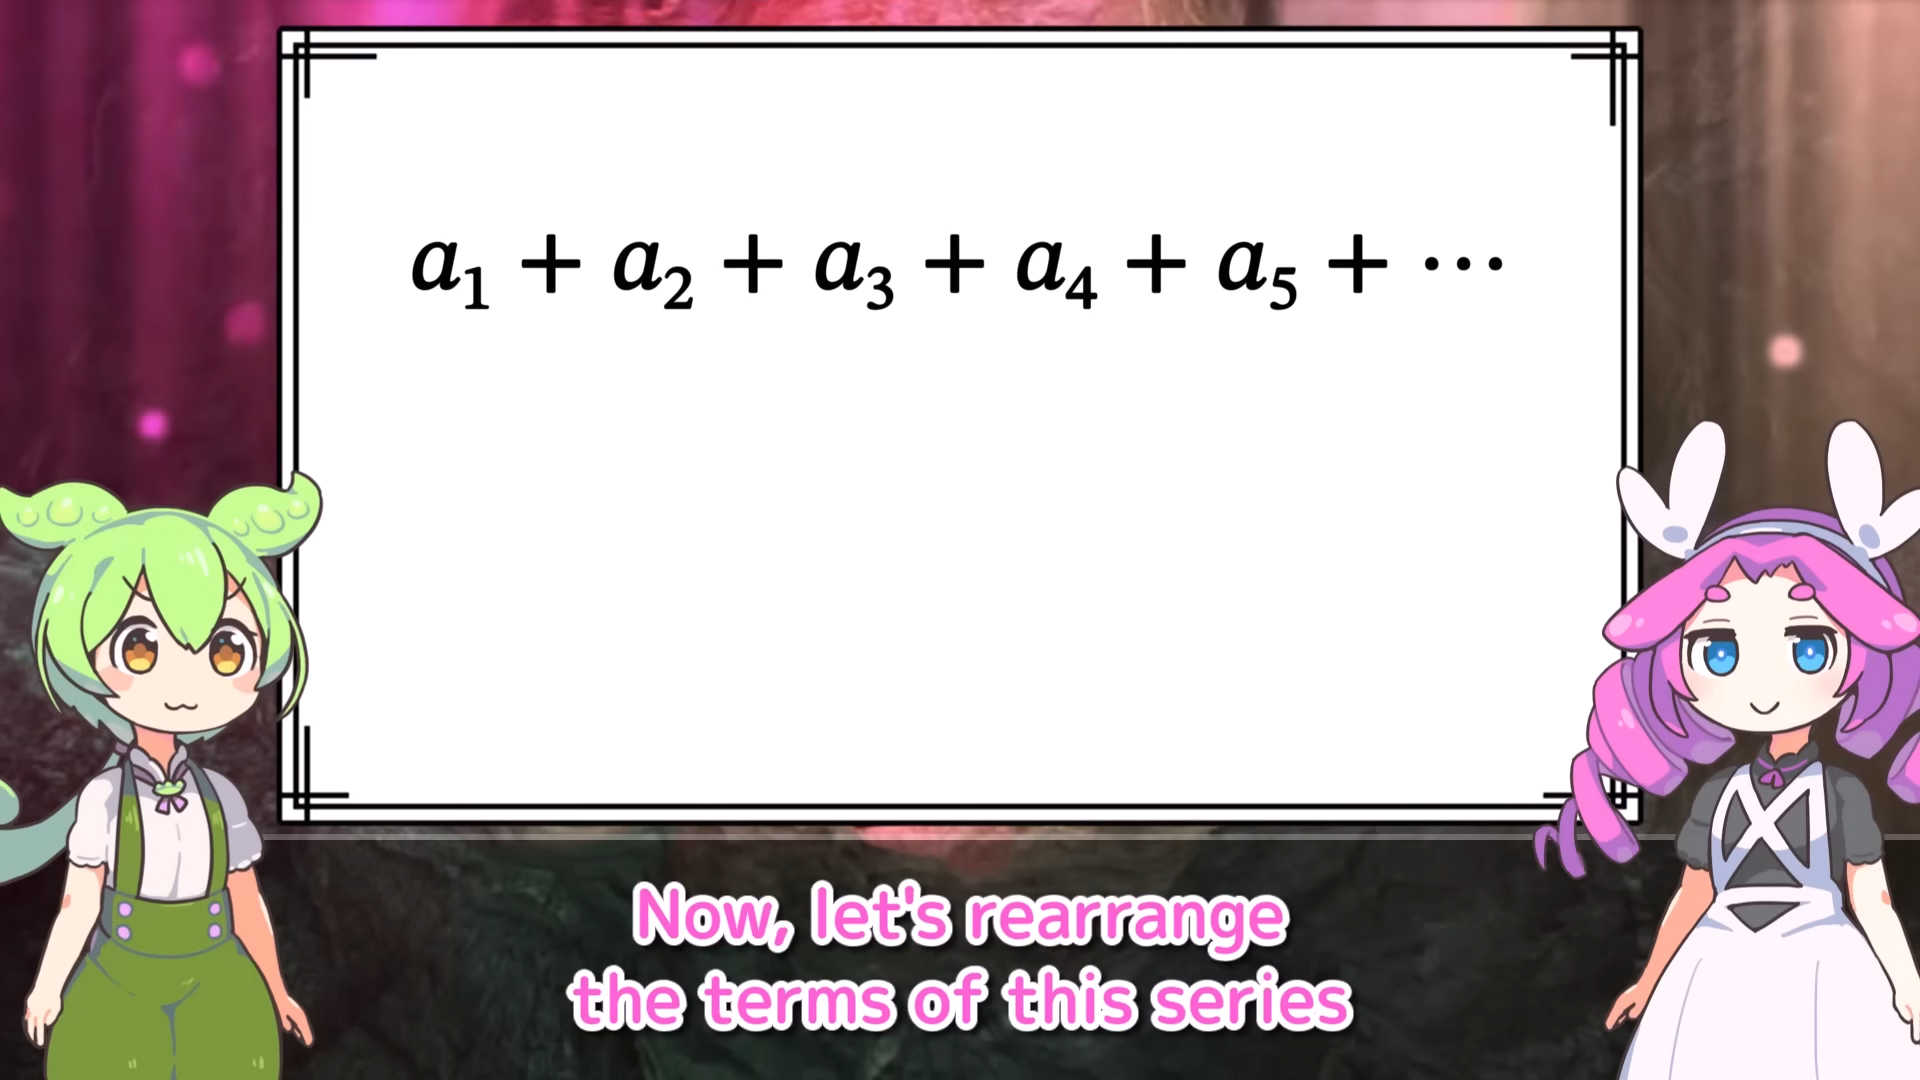 a₁ + a₂ + a₃ + a₄ + a₅ + ⋯
Now, let's rearrange
the terms of this series